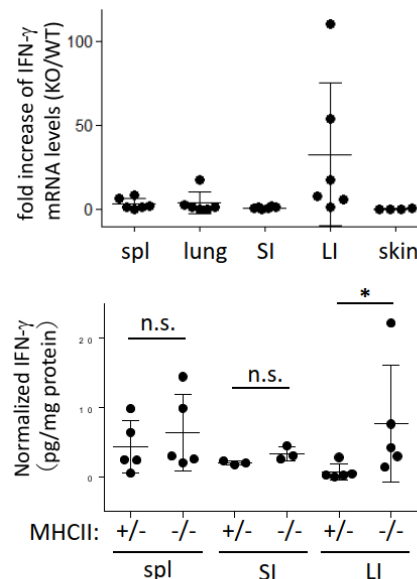 fold increase of IFN-γ
mRNA levels (KO/WT)
100
50
0
spl lung SI LI skin
Normalized IFN-γ
(pg/mg protein)
20
10
0
n.s.
n.s.
*
MHCII: +/- -/- +/- -/- +/- -/-
spl SI LI